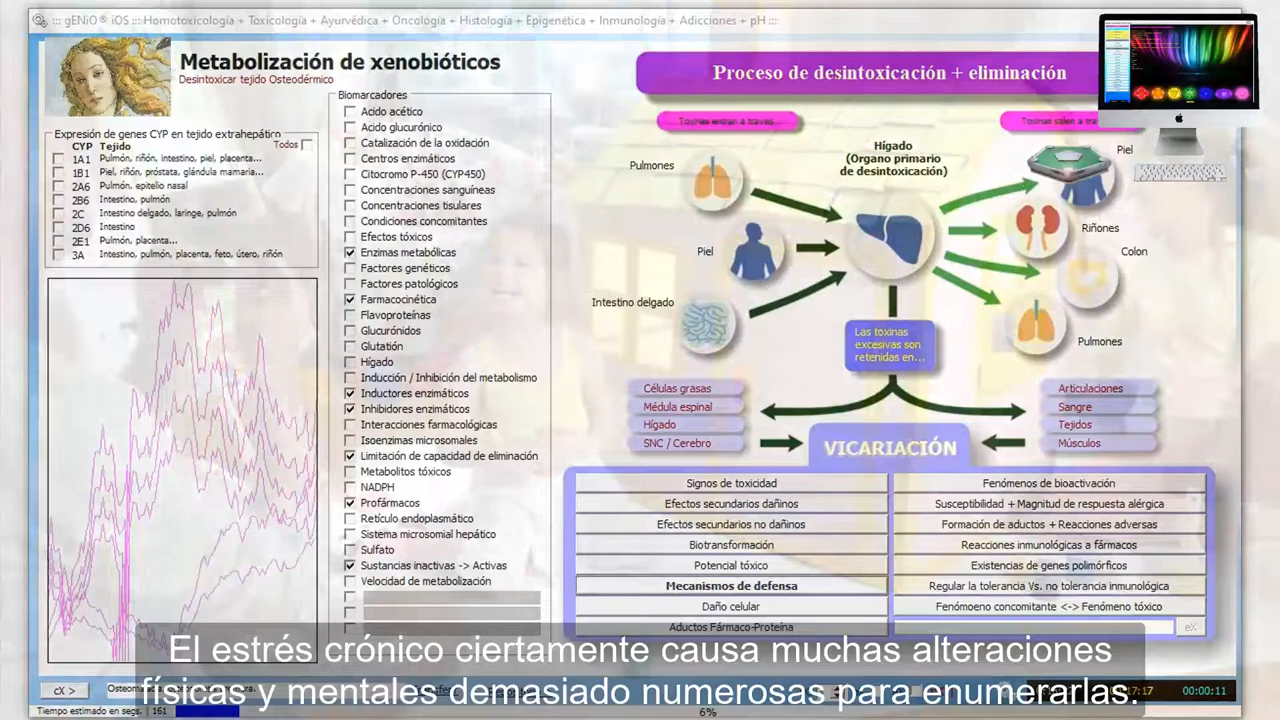 ::: gENiO® iOS :::Homotoxicología + Toxicología + Ayurvédica + Oncología + Histología + Epigenética + Inmunología + Adicciones + pH :::
Metabolización de xenobióticos
Desintoxicar tejido Osteodérmico
Expresión de genes CYP en tejido extrahepático
CYP Tejido Todos
1A1 Pulmón, riñón, intestino, piel, placenta...
1B1 Piel, riñón, próstata, glándula mamaria...
2A6 Pulmón, epitelio nasal
2B6 Intestino, pulmón
2C Intestino delgado, laringe, pulmón
2D6 Intestino
2E1 Pulmón, placenta...
3A Intestino, pulmón, placenta, feto, útero, riñón
Biomarcadores
Acido acético
Acido glucurónico
Catalización de la oxidación
Centros enzimáticos
Citocromo P-450 (CYP450)
Concentraciones sanguíneas
Concentraciones tisulares
Condiciones concomitantes
Efectos tóxicos
Enzimas metabólicas
Factores genéticos
Factores patológicos
Farmacocinética
Flavoproteínas
Glucurónidos
Glutatión
Hígado
Inducción / Inhibición del metabolismo
Inductores enzimáticos
Inhibidores enzimáticos
Interacciones farmacológicas
Isoenzimas microsomales
Limitación de capacidad de eliminación
Metabolitos tóxicos
NADPH
Profármacos
Retículo endoplasmático
Sistema microsomial hepático
Sulfato
Sustancias inactivas -> Activas
Velocidad de metabolización
Proceso de desintoxicación + eliminación
Toxinas entran a través...
Toxinas salen a
Hígado
(Organo primario
de desintoxicación)
Pulmones
Piel
Intestino delgado
Piel
Riñones
Colon
Pulmones
Las toxinas
excesivas son
retenidas en...
Células grasas
Médula espinal
Hígado
SNC / Cerebro
Articulaciones
Sangre
Tejidos
Músculos
VICARIACIÓN
Signos de toxicidad
Efectos secundarios dañinos
Efectos secundarios no dañinos
Biotransformación
Potencial tóxico
Mecanismos de defensa
Daño celular
Aductos Fármaco-Proteína
Fenómenos de bioactivación
Susceptibilidad + Magnitud de respuesta alérgica
Formación de aductos + Reacciones adversas
Reacciones inmunológicas a fármacos
Existencias de genes polimórficos
Regular la tolerancia Vs. no tolerancia inmunológica
Fenómoeno concomitante <-> Fenómeno tóxico
eX
El estrés crónico ciertamente causa muchas alteraciones
físicas y mentales, demasiado numerosas para enumerarlas.
cX >
17:17
00:00:11
Tiempo estimado en segs. | 161
6%